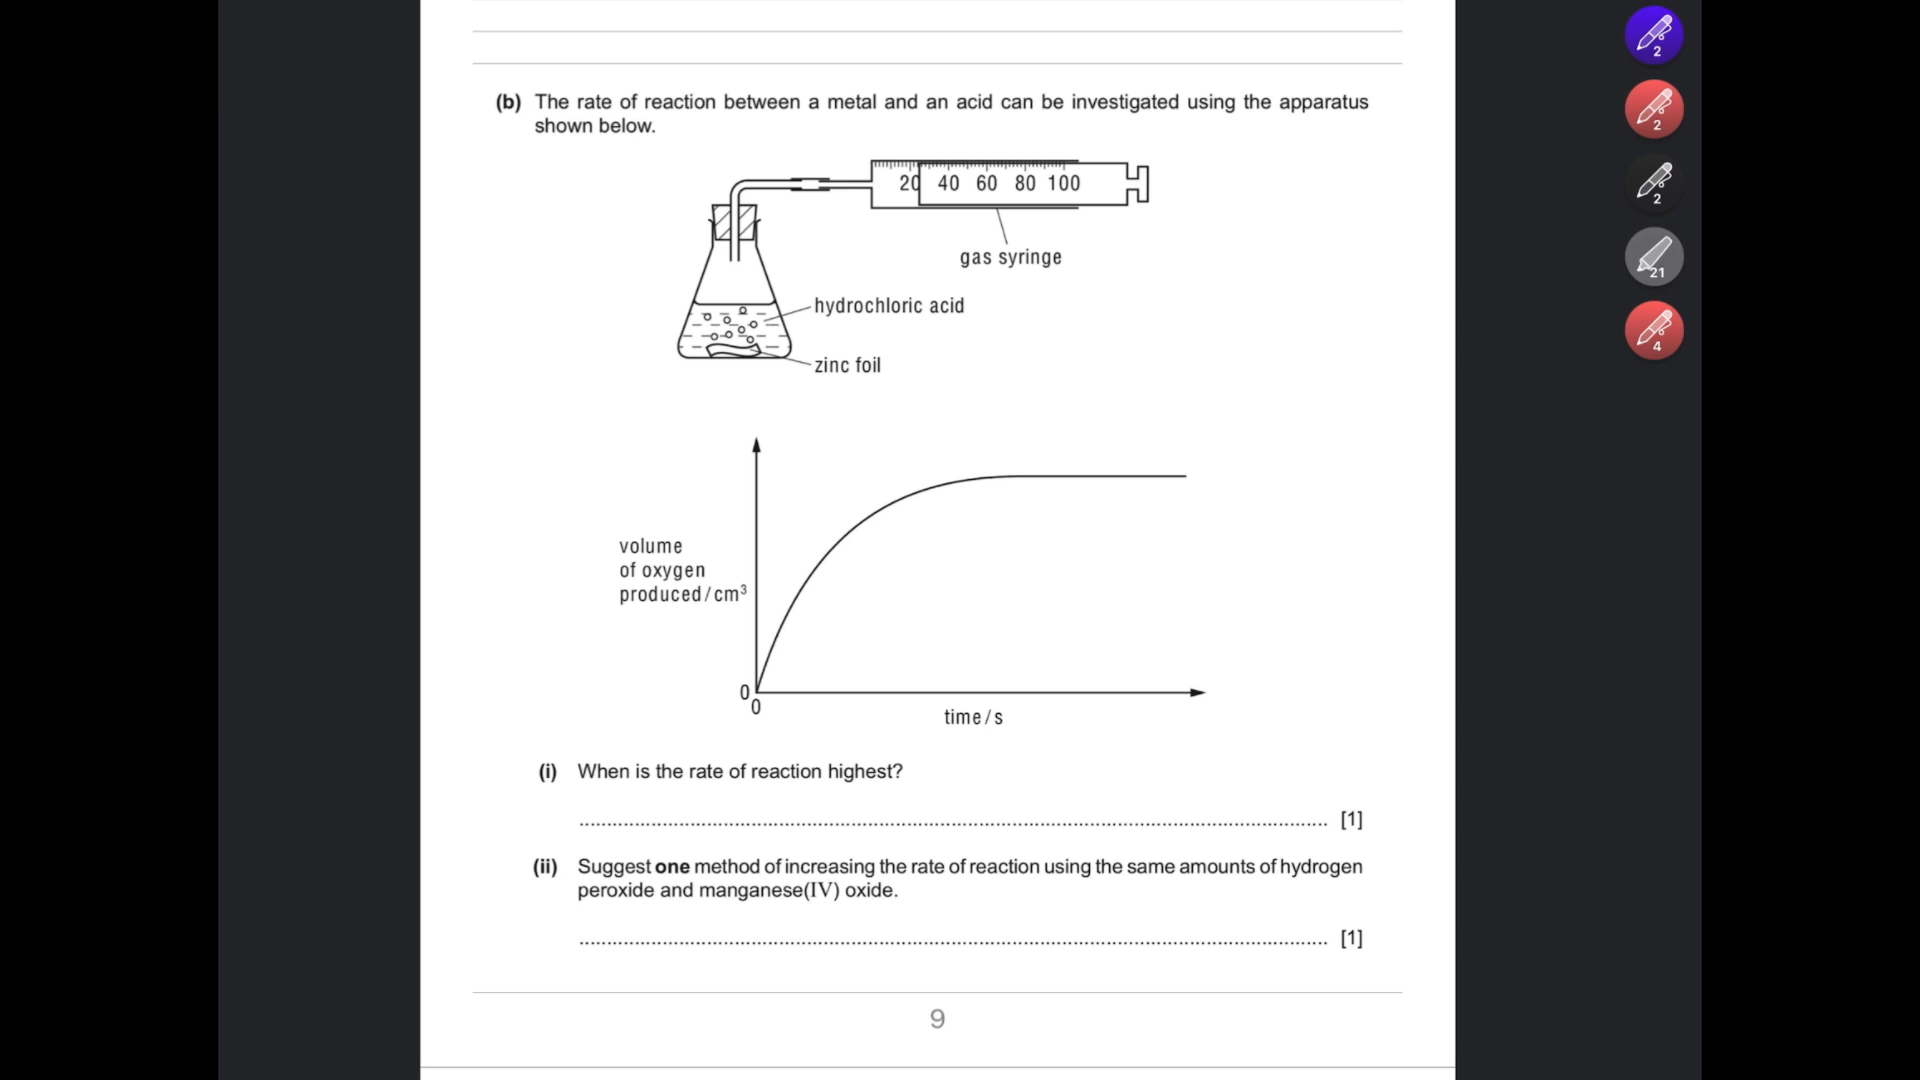 (b) The rate of reaction between a metal and an acid can be investigated using the apparatus
shown below.
20 40 60 80 100
gas syringe
hydrochloric acid
zinc foil
volume
of oxygen
produced/cm³
0
0
time/s
(i) When is the rate of reaction highest?
[1]
(ii) Suggest one method of increasing the rate of reaction using the same amounts of hydrogen
peroxide and manganese(IV) oxide.
[1]
9
2
2
2
21
4